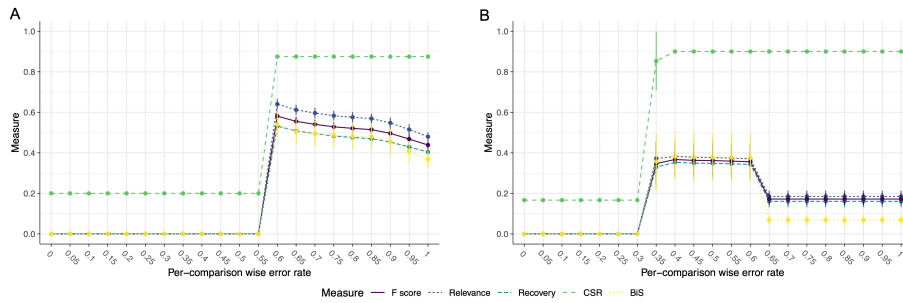 A
1.0
0.8
0.6
0.4
0.2
0.0
Measure
0 0.05 0.1 0.15 0.2 0.25 0.3 0.35 0.4 0.45 0.5 0.55 0.6 0.65 0.7 0.75 0.8 0.85 0.9 0.95 1
Per-comparison wise error rate
B
1.0
0.8
0.6
0.4
0.2
0.0
Measure
0 0.05 0.1 0.15 0.2 0.25 0.3 0.35 0.4 0.45 0.5 0.55 0.6 0.65 0.7 0.75 0.8 0.85 0.9 0.95 1
Per-comparison wise error rate
Measure F score Relevance Recovery CSR BiS